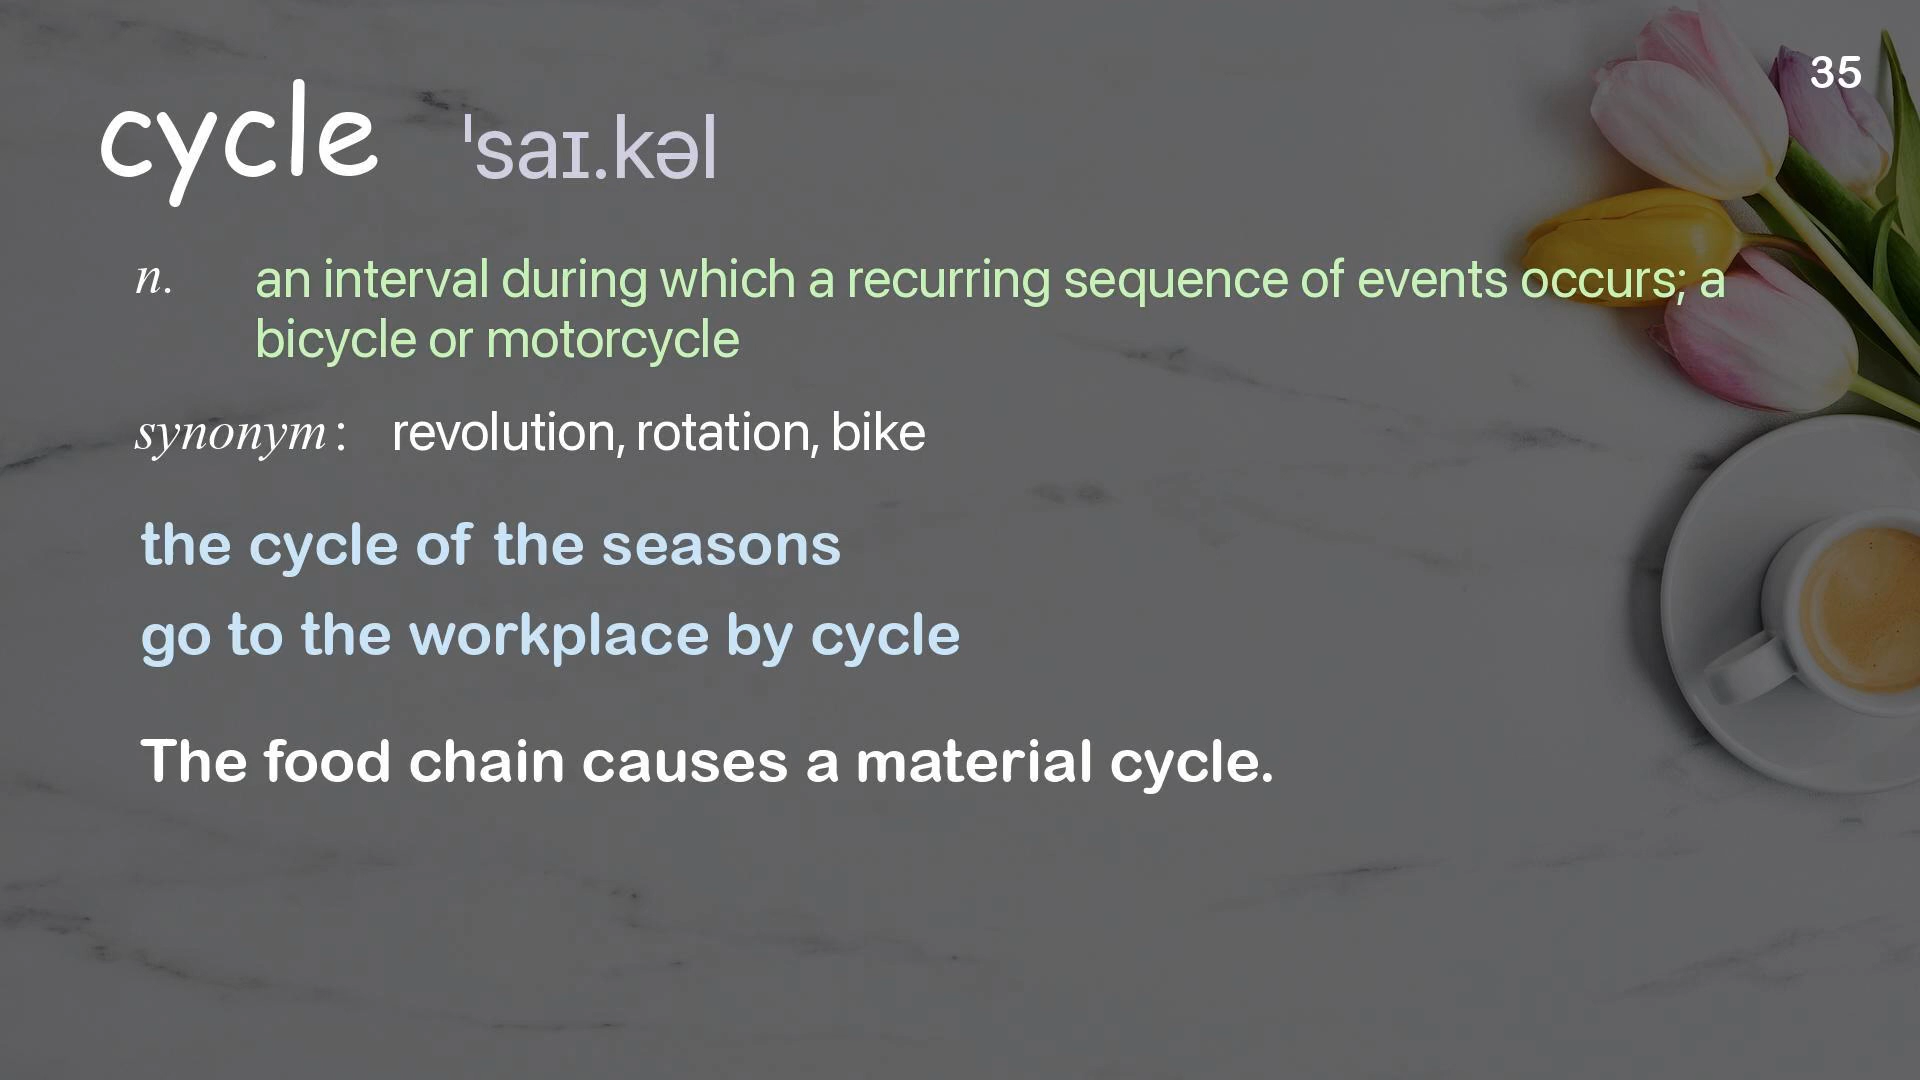 35
cycle ˈsaɪ.kəl
n. an interval during which a recurring sequence of events occurs; a
bicycle or motorcycle
synonym: revolution, rotation, bike
the cycle of the seasons
go to the workplace by cycle
The food chain causes a material cycle.